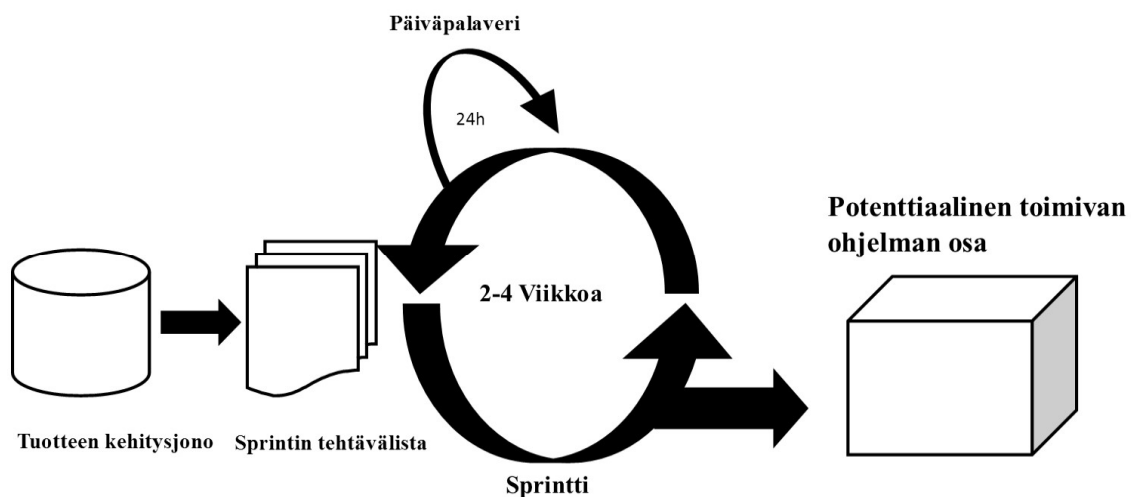 Päiväpalaveri
24h
2-4 Viikkoa
Potenttiaalinen toimivan
ohjelman osa
Tuotteen kehitysjono
Sprintin tehtävälista
Sprintti